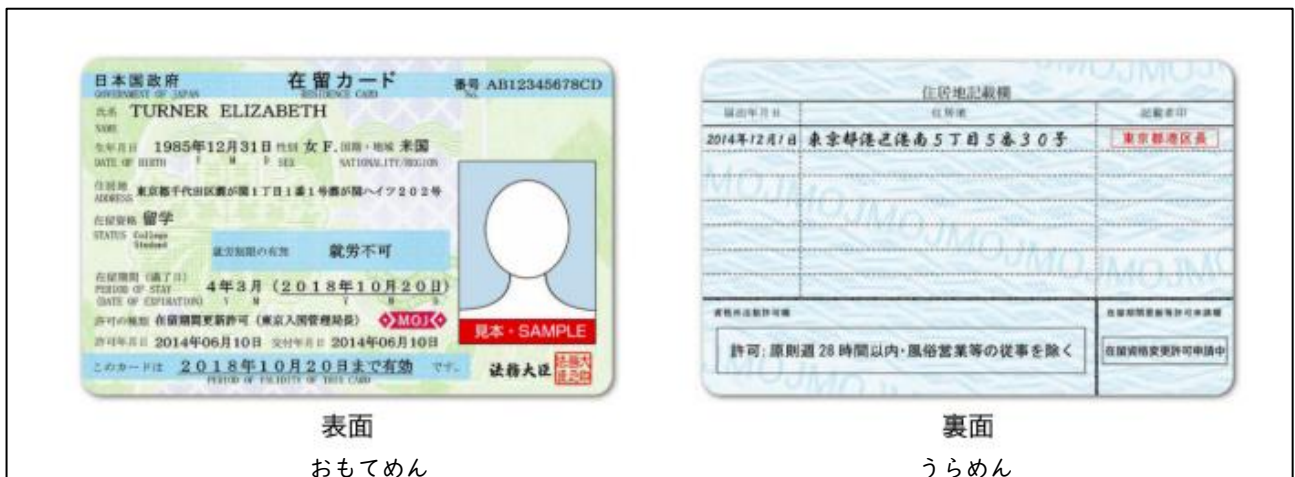 日本国政府 在留カード 番号 AB12345678CD
GOVERNMENT OF JAPAN RESIDENCE CARD No.
氏名 TURNER ELIZABETH
NAME
生年月日 1985年12月31日 性別 女 F. 国籍・地域 米国
DATE OF BIRTH Y M D SEX NATIONALITY/REGION
住居地 東京都千代田区霞が関1丁目1番1号霞が関ハイツ202号
ADDRESS
在留資格 留学
STATUS College
Student
就労制限の有無 就労不可
在留期間(満了日)
PERIOD OF STAY 4年3月(2018年10月20日)
(DATE OF EXPIRATION) Y M Y M D
許可の種類 在留期間更新許可(東京入国管理局長) MOJ
見本・SAMPLE
許可年月日 2014年06月10日 交付年月日 2014年06月10日
このカードは 2018年10月20日まで有効 です。
PERIOD OF VALIDITY OF THIS CARD
法務大臣
表面
おもてめん
住居地記載欄
届出年月日 住居地 記載者印
2014年12月1日 東京都港区港南5丁目5番30号 東京都港区長
MOJMOJMOJMOJMOJ
資格外活動許可欄
許可:原則週28時間以内・風俗営業等の従事を除く
在留期間更新等許可申請欄
在留資格変更許可申請中
裏面
うらめん